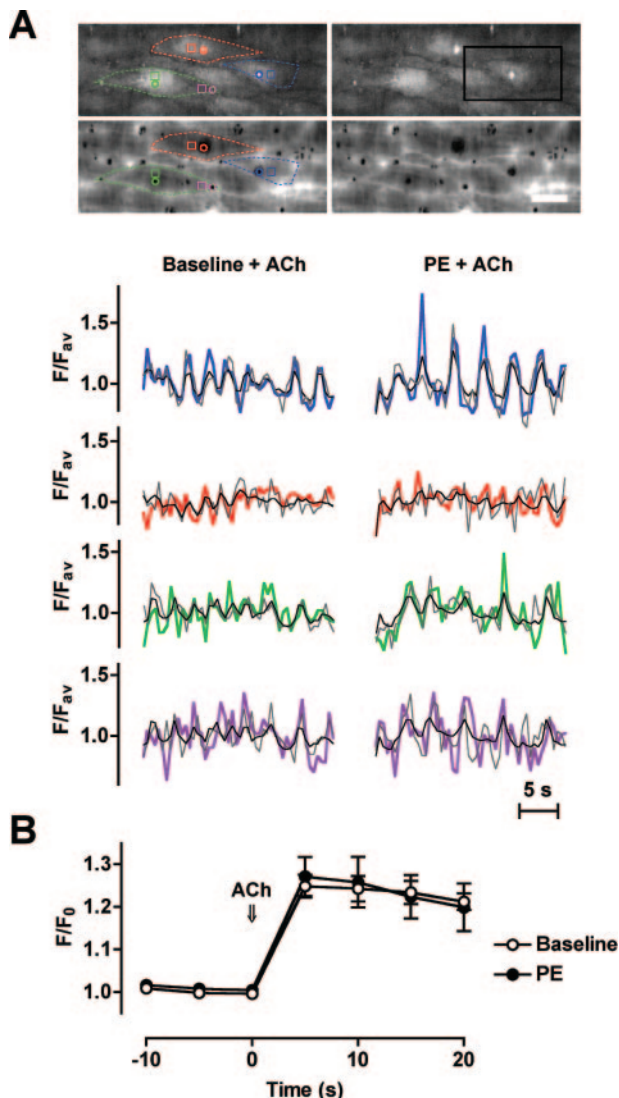 A
Baseline + ACh
PE + ACh
F/Fav
1.5
1.0
F/Fav
1.5
1.0
F/Fav
1.5
1.0
F/Fav
1.5
1.0
5 s
B
F/F0
1.3
1.2
1.1
1.0
ACh
⇓
Baseline
PE
-10
0
10
20
Time (s)